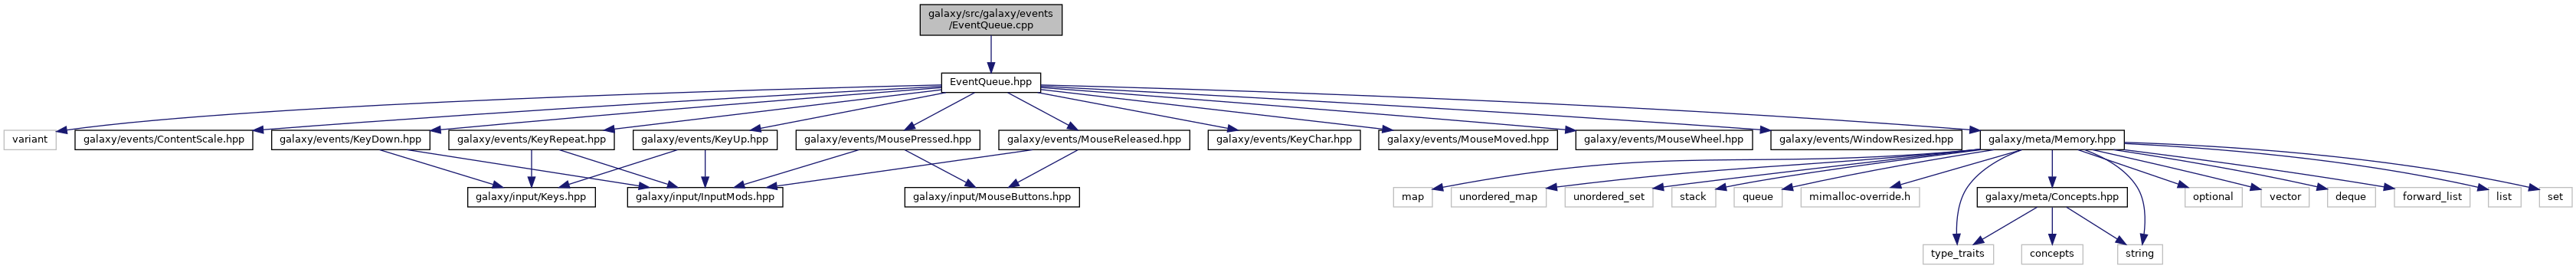 galaxy/src/galaxy/events
/EventQueue.cpp
EventQueue.hpp
variant
galaxy/events/ContentScale.hpp
galaxy/events/KeyDown.hpp
galaxy/events/KeyRepeat.hpp
galaxy/events/KeyUp.hpp
galaxy/events/MousePressed.hpp
galaxy/events/MouseReleased.hpp
galaxy/events/KeyChar.hpp
galaxy/events/MouseMoved.hpp
galaxy/events/MouseWheel.hpp
galaxy/events/WindowResized.hpp
galaxy/meta/Memory.hpp
galaxy/input/Keys.hpp
galaxy/input/InputMods.hpp
galaxy/input/MouseButtons.hpp
map
unordered_map
unordered_set
stack
queue
mimalloc-override.h
galaxy/meta/Concepts.hpp
optional
vector
deque
forward_list
list
set
type_traits
concepts
string